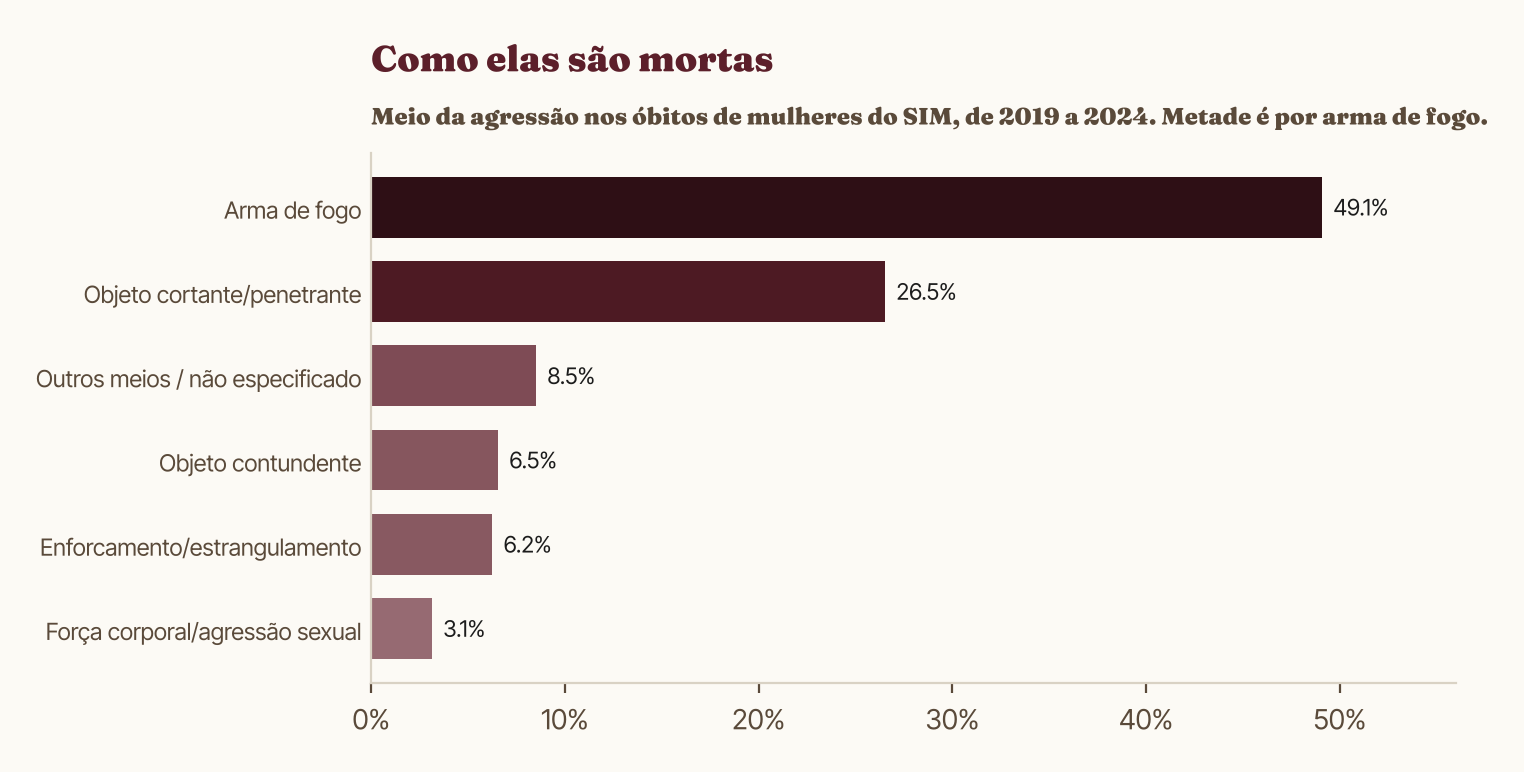 Como elas são mortas
Meio da agressão nos óbitos de mulheres do SIM, de 2019 a 2024. Metade é por arma de fogo.
Arma de fogo 49.1%
Objeto cortante/penetrante 26.5%
Outros meios / não especificado 8.5%
Objeto contundente 6.5%
Enforcamento/estrangulamento 6.2%
Força corporal/agressão sexual 3.1%
0% 10% 20% 30% 40% 50%